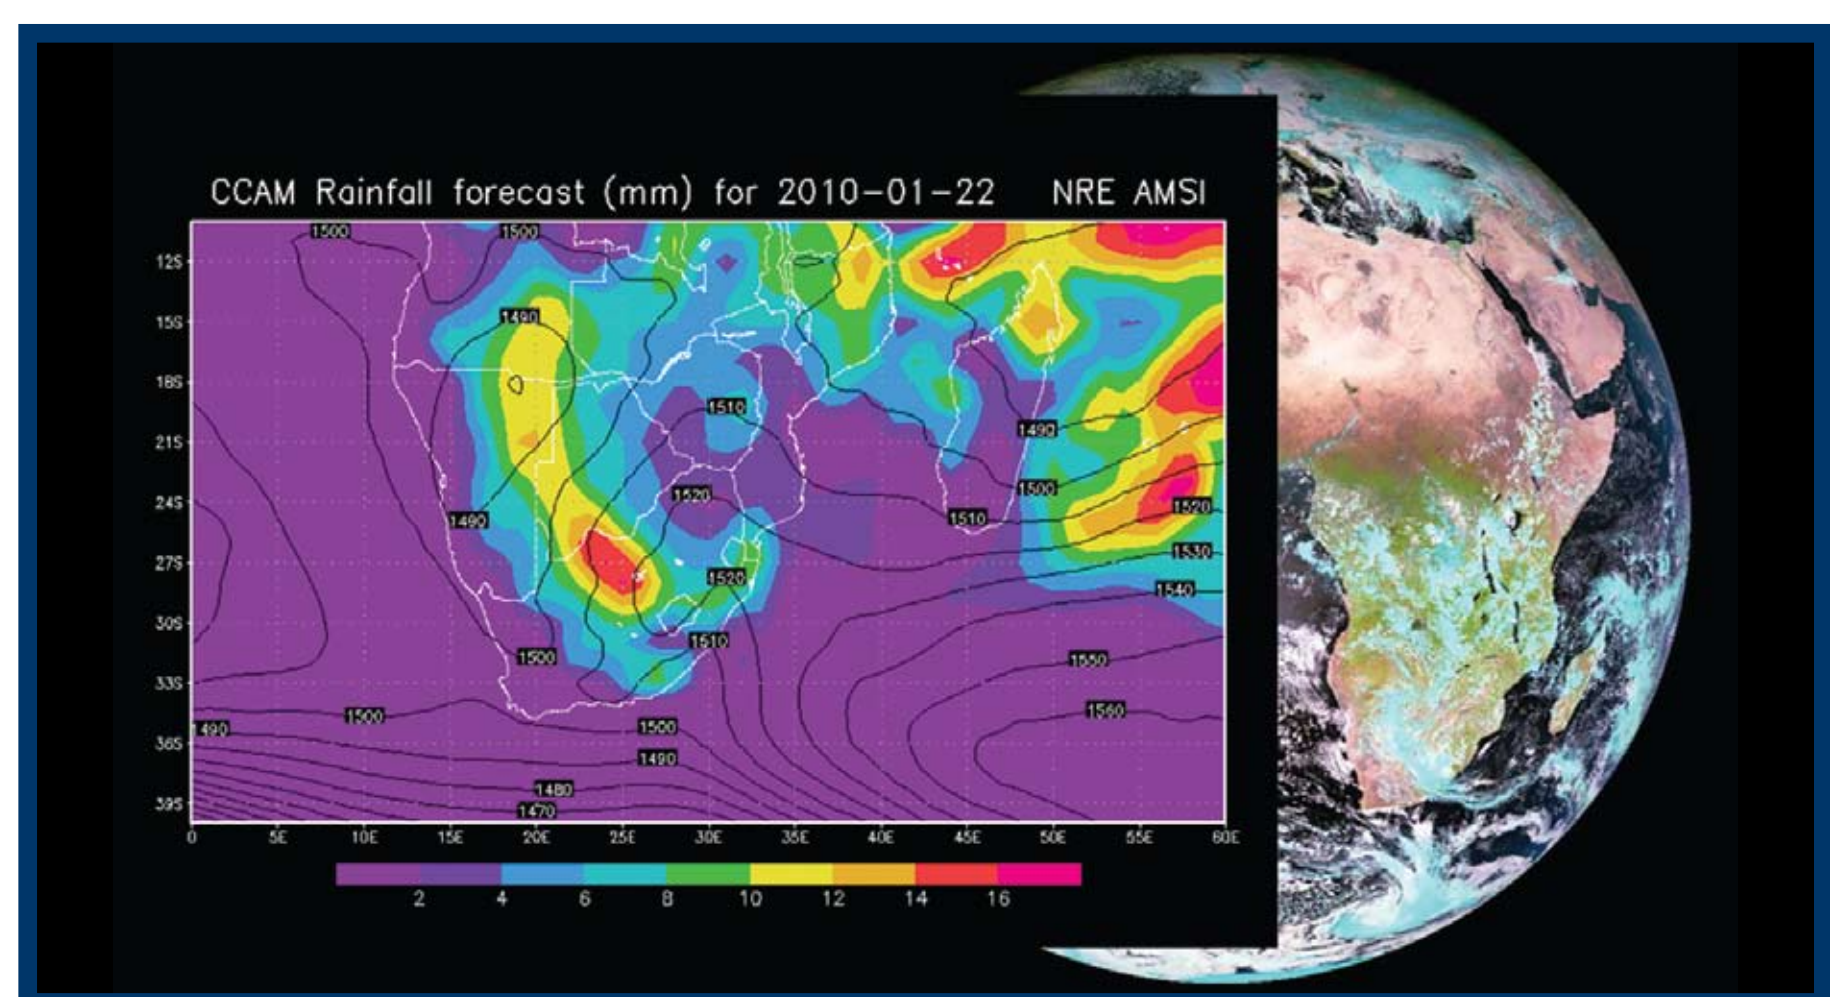 CCAM Rainfall forecast (mm) for 2010-01-22 NRE AMSI
1500 1500
12S
1490
15S
18S
1510
21S
1490
1520
1500
24S
1520
1490
1510
1530
27S
1520
1540
30S
1510
1500
1550
33S
1500
1560
1490
1500
36S
1490
1480
39S
1470
0 5E 10E 15E 20E 25E 30E 35E 40E 45E 50E 55E 60E
2 4 6 8 10 12 14 16